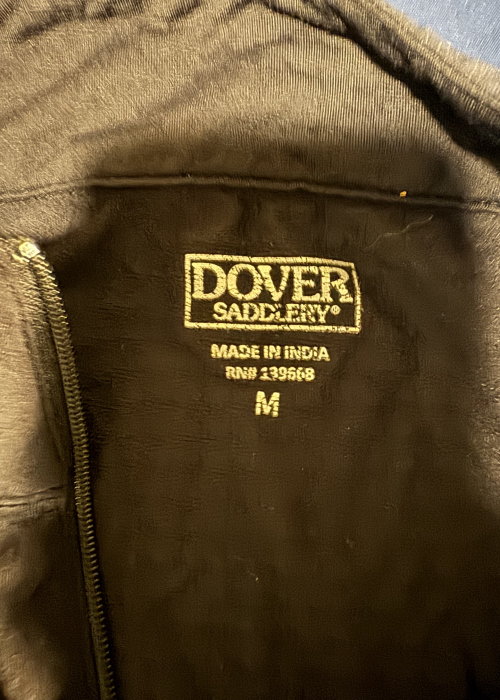 DOVER
SADDLERY®
MADE IN INDIA
RN# 139668
M